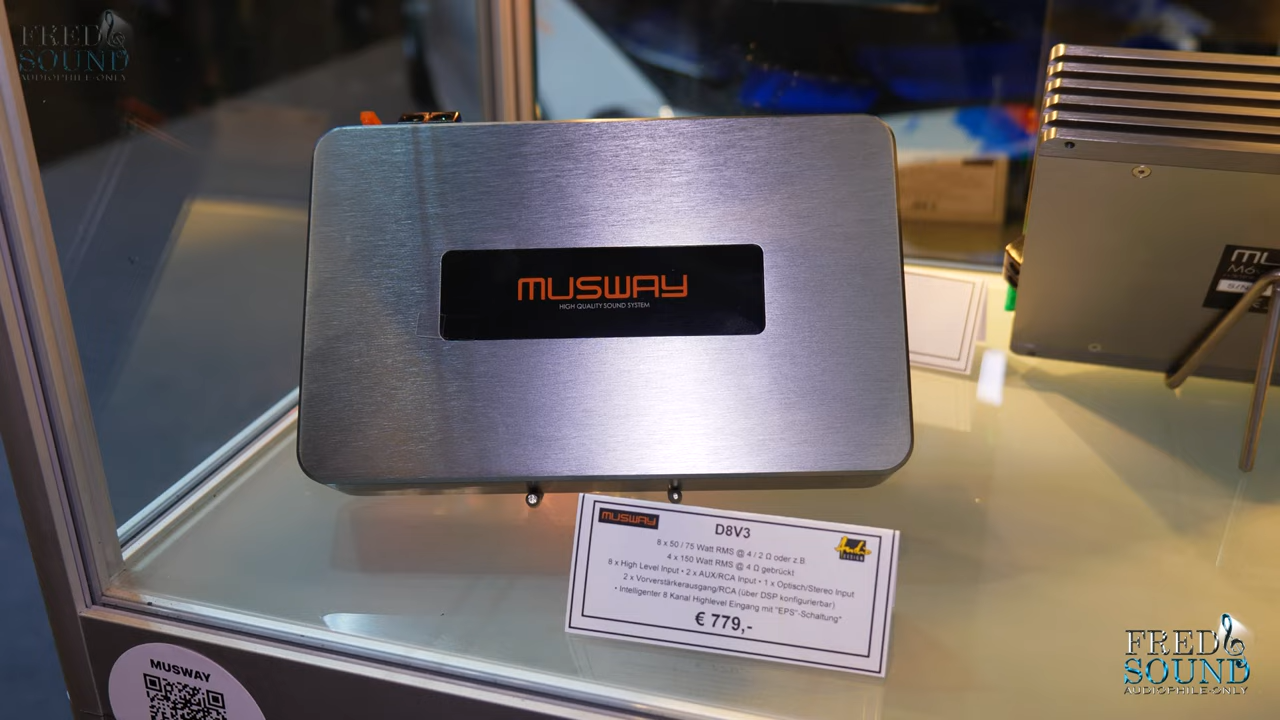 FRED &
SOUND
AUDIOPHILE-ONLY
MUSWAY
HIGH QUALITY SOUND SYSTEM
MUSWAY
D8V3
Audio
DESIGN
8 x 50 / 75 Watt RMS @ 4 / 2 Ω oder z.B.
4 x 150 Watt RMS @ 4 Ω gebrückt
8 x High Level Input • 2 x AUX/RCA Input • 1 x Optisch/Stereo Input
2 x Vorverstärkerausgang/RCA (über DSP konfigurierbar)
• Intelligenter 8 Kanal Highlevel Eingang mit "EPS"-Schaltung*
€ 779,-
MUSWAY
FRED &
SOUND
AUDIOPHILE-ONLY